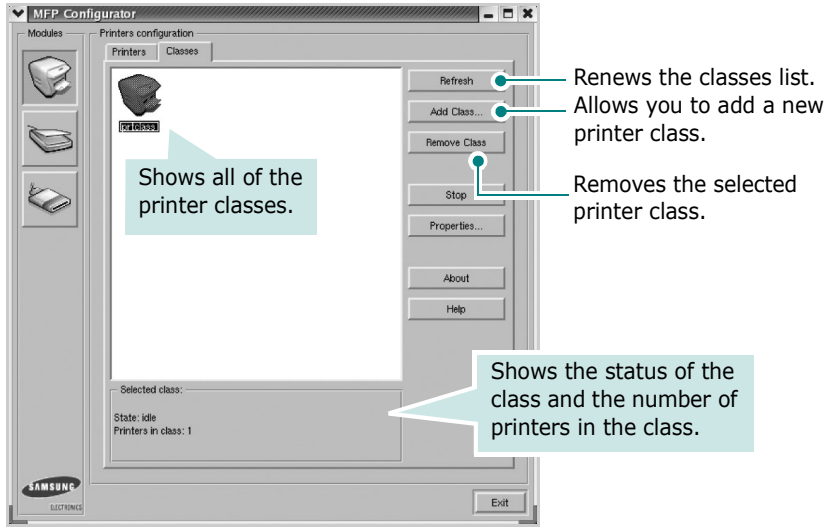 MFP Configurator
Modules
Printers configuration
Printers
Classes
prtclass
Refresh
Add Class...
Remove Class
Stop
Properties...
About
Help
Renews the classes list.
Allows you to add a new
printer class.
Removes the selected
printer class.
Shows all of the
printer classes.
Selected class:
State: idle
Printers in class: 1
Shows the status of the
class and the number of
printers in the class.
SAMSUNG
ELECTRONICS
Exit